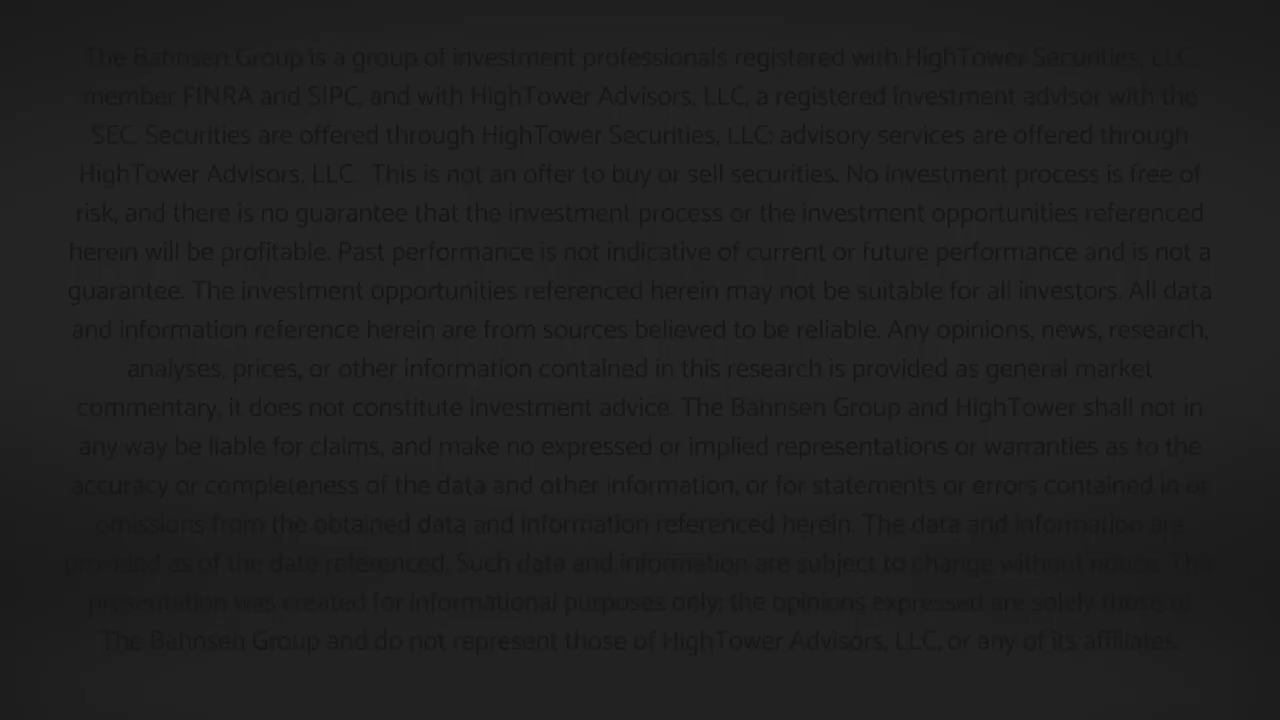 The Bahnsen Group is a group of investment professionals registered with HighTower Securities, LLC,
member FINRA and SIPC, and with HighTower Advisors, LLC, a registered investment advisor with the
SEC. Securities are offered through HighTower Securities, LLC; advisory services are offered through
HighTower Advisors, LLC. This is not an offer to buy or sell securities. No investment process is free of
risk, and there is no guarantee that the investment process or the investment opportunities referenced
herein will be profitable. Past performance is not indicative of current or future performance and is not a
guarantee. The investment opportunities referenced herein may not be suitable for all investors. All data
and information reference herein are from sources believed to be reliable. Any opinions, news, research,
analyses, prices, or other information contained in this research is provided as general market
commentary, it does not constitute investment advice. The Bahnsen Group and HighTower shall not in
any way be liable for claims, and make no expressed or implied representations or warranties as to the
accuracy or completeness of the data and other information, or for statements or errors contained in or
omissions from the obtained data and information referenced herein. The data and information are
provided as of the date referenced. Such data and information are subject to change without notice. This
presentation was created for informational purposes only; the opinions expressed are solely those of
The Bahnsen Group and do not represent those of HighTower Advisors, LLC, or any of its affiliates.